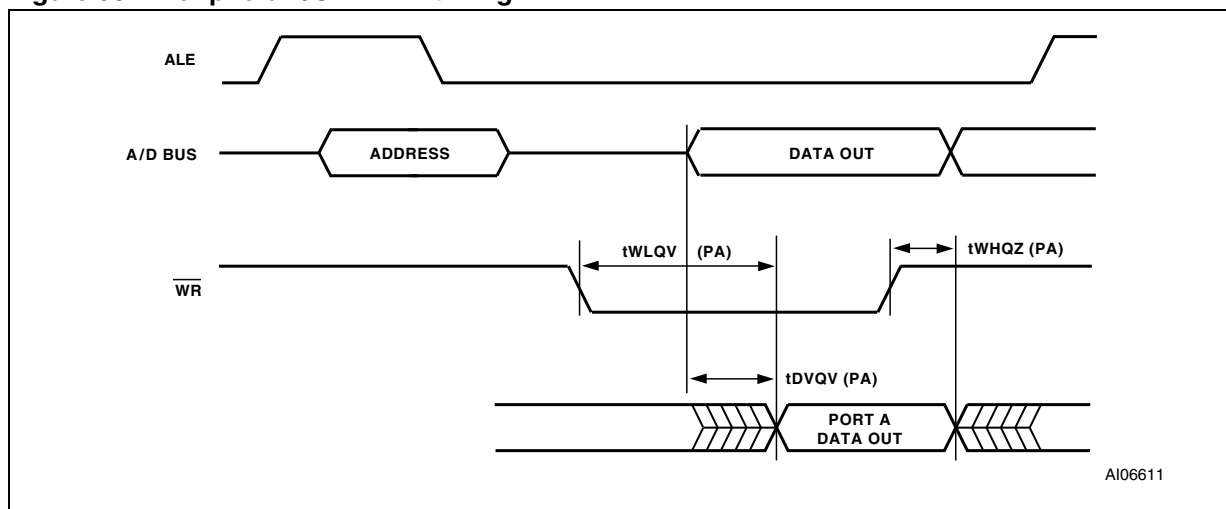 ALE
A/D BUS
ADDRESS
DATA OUT
tWLQV (PA)
tWHQZ (PA)
WR
tDVQV (PA)
PORT A
DATA OUT
AI06611